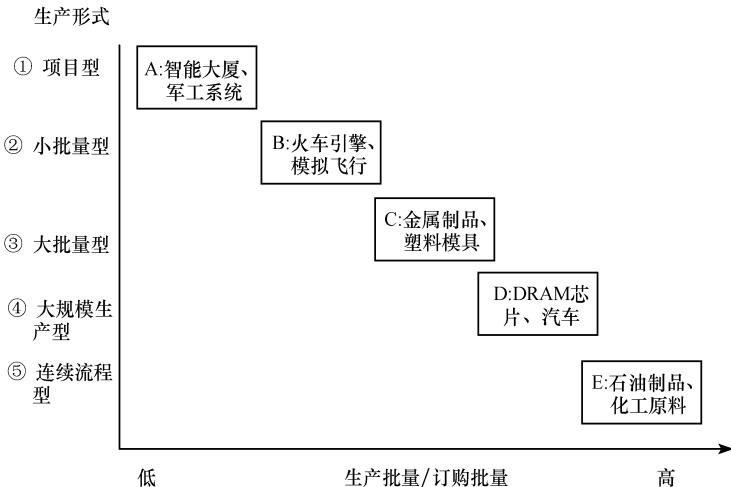 生产形式
① 项目型
A:智能大厦、
军工系统
② 小批量型
B:火车引擎、
模拟飞行
C:金属制品、
塑料模具
③ 大批量型
D:DRAM芯
片、汽车
④ 大规模生
产型
⑤ 连续流程
型
E:石油制品、
化工原料
低
生产批量/订购批量
高